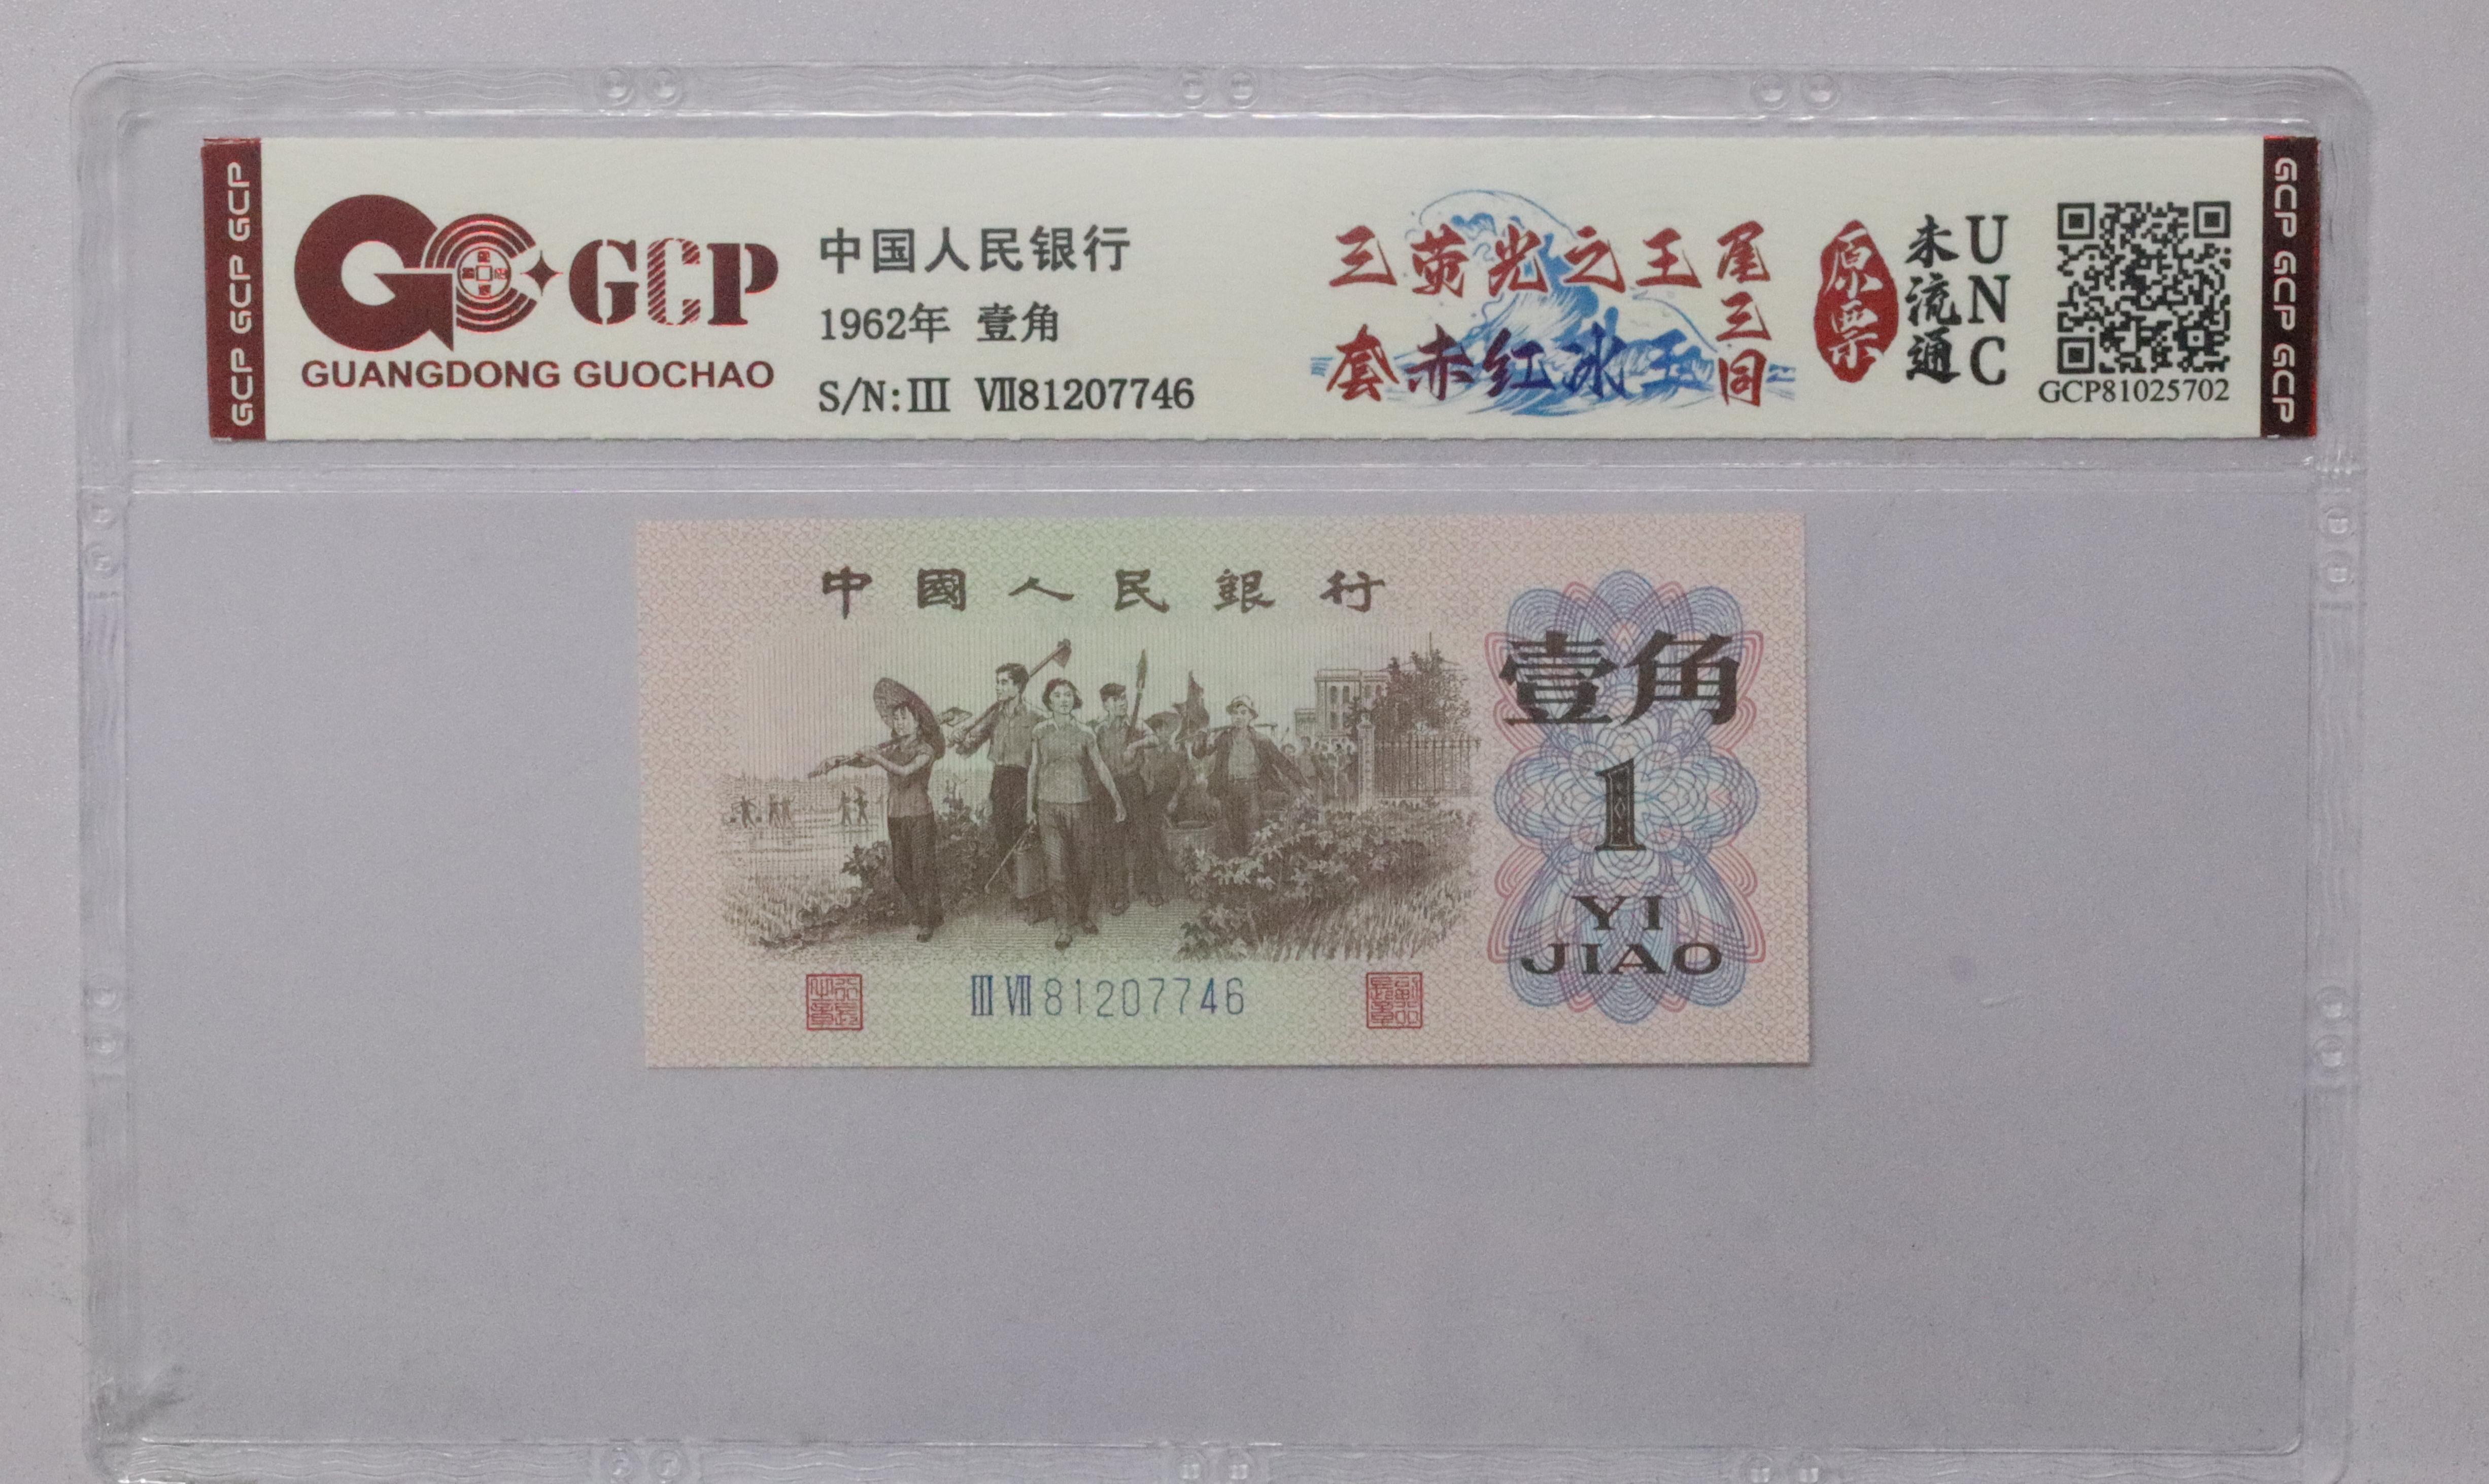 GCP GCP GCP
GCP
GUANGDONG GUOCHAO
中国人民银行
1962年 壹角
S/N:III VII81207746
三荧光之王
套赤红冰玉
尾三同
原票
未流通
UNC
GCP81025702
GCP GCP GCP
中國人民銀行
壹角
1
YI
JIAO
III VII 81207746